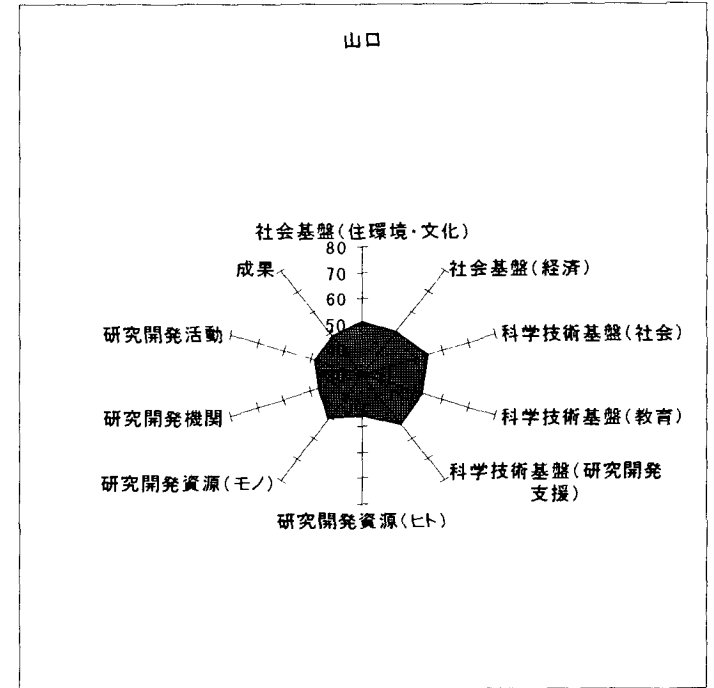 山口
社会基盤(住環境・文化)
80
70
60
50
社会基盤(経済)
科学技術基盤(社会)
科学技術基盤(教育)
科学技術基盤(研究開発
支援)
研究開発資源(ヒト)
研究開発資源(モノ)
研究開発機関
研究開発活動
成果